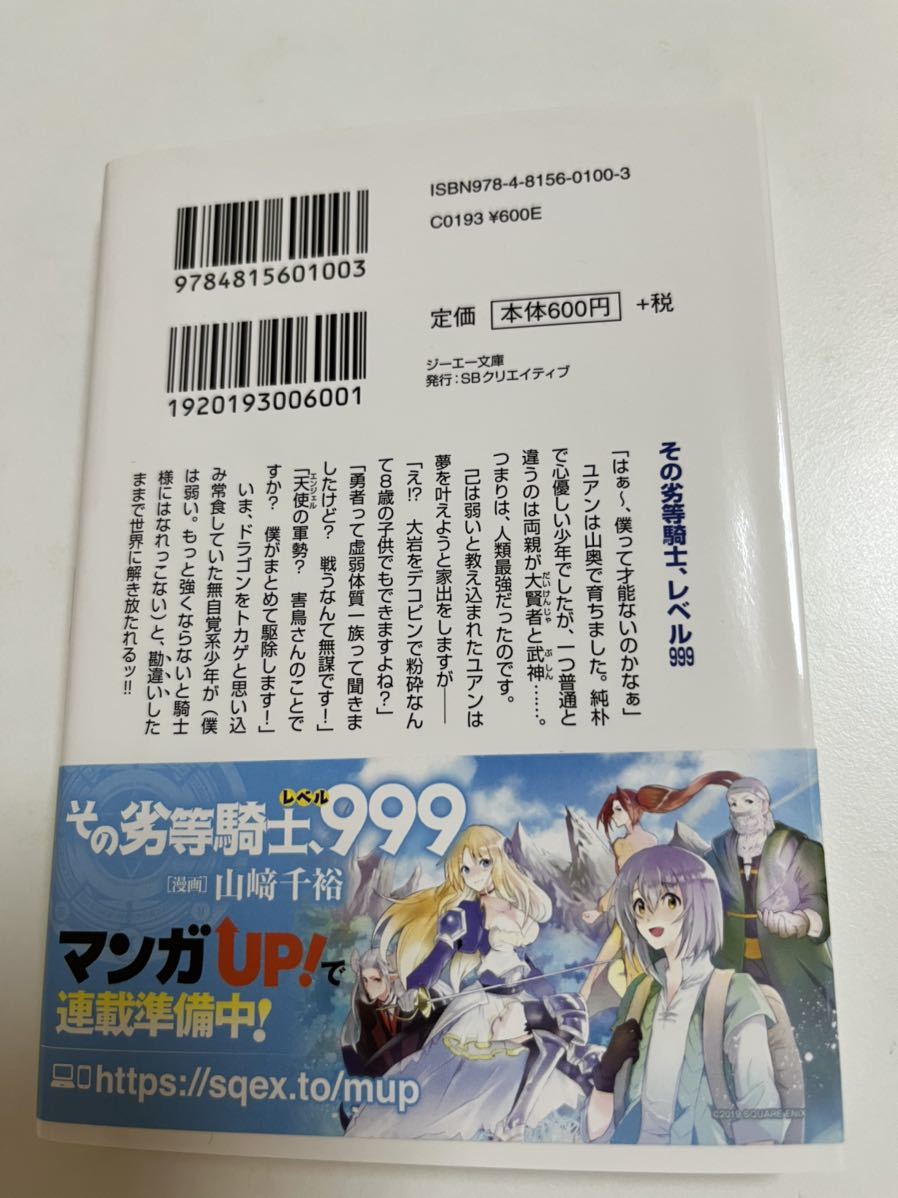 ISBN978-4-8156-0100-3
C0193 ¥600E
9784815601003
1920193006001
定価 本体600円 +税
ジーエー文庫
発行:SBクリエイティブ
その劣等騎士、レベル999
「はぁ～、僕って才能ないのかなぁ」
ユアンは山奥で育ちました。純朴
で心優しい少年でしたが、一つ普通と
違うのは両親が大賢者と武神……。
だいけんじゃ
ぶしん
つまりは、人類最強だったのです。
己は弱いと教え込まれたユアンは
夢を叶えようと家出をしますが――
「え!? 大岩をデコピンで粉砕なん
て８歳の子供でもできますよね?」
「勇者って虚弱体質一族って聞きま
したけど? 戦うなんて無謀です!」
「天使の軍勢? 害鳥さんのことで
エンジェル
すか? 僕がまとめて駆除します!」
いま、ドラゴンをトカゲと思い込
み常食していた無自覚系少年が(僕
は弱い。もっと強くならないと騎士
様にはなれっこない)と、勘違いした
ままで世界に解き放たれるッ!!
その劣等騎士、999
レベル
[漫画] 山﨑千裕
マンガUP!で
連載準備中!
https://sqex.to/mup
©2019 SQUARE ENIX